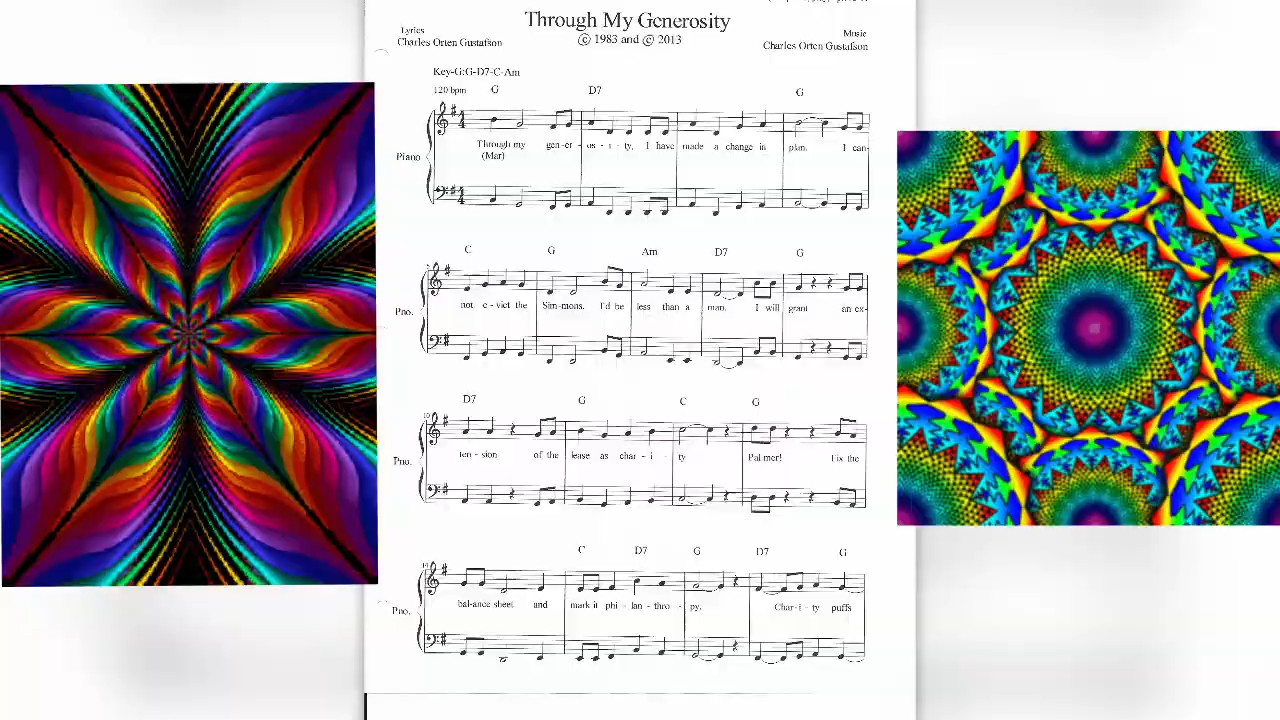 Through My Generosity
Lyrics
Charles Orten Gustafson
© 1983 and © 2013
Music
Charles Orten Gustafson
Key-G:G-D7-C-Am
120 bpm G D7 G
Piano
Through my gen-er - os - i - ty, I have made a change in plan. I can-
(Mar)
C G Am D7 G
Pno.
not e - vict the Sim-mons. I'd be less than a man. I will grant an ex-
D7 G C G
10
Pno.
ten - sion of the lease as char - i - ty Pal mer! Fix the
C D7 G D7 G
14
Pno.
bal-ance sheet and mark it phi - lan - thro - py. Char - i - ty puffs